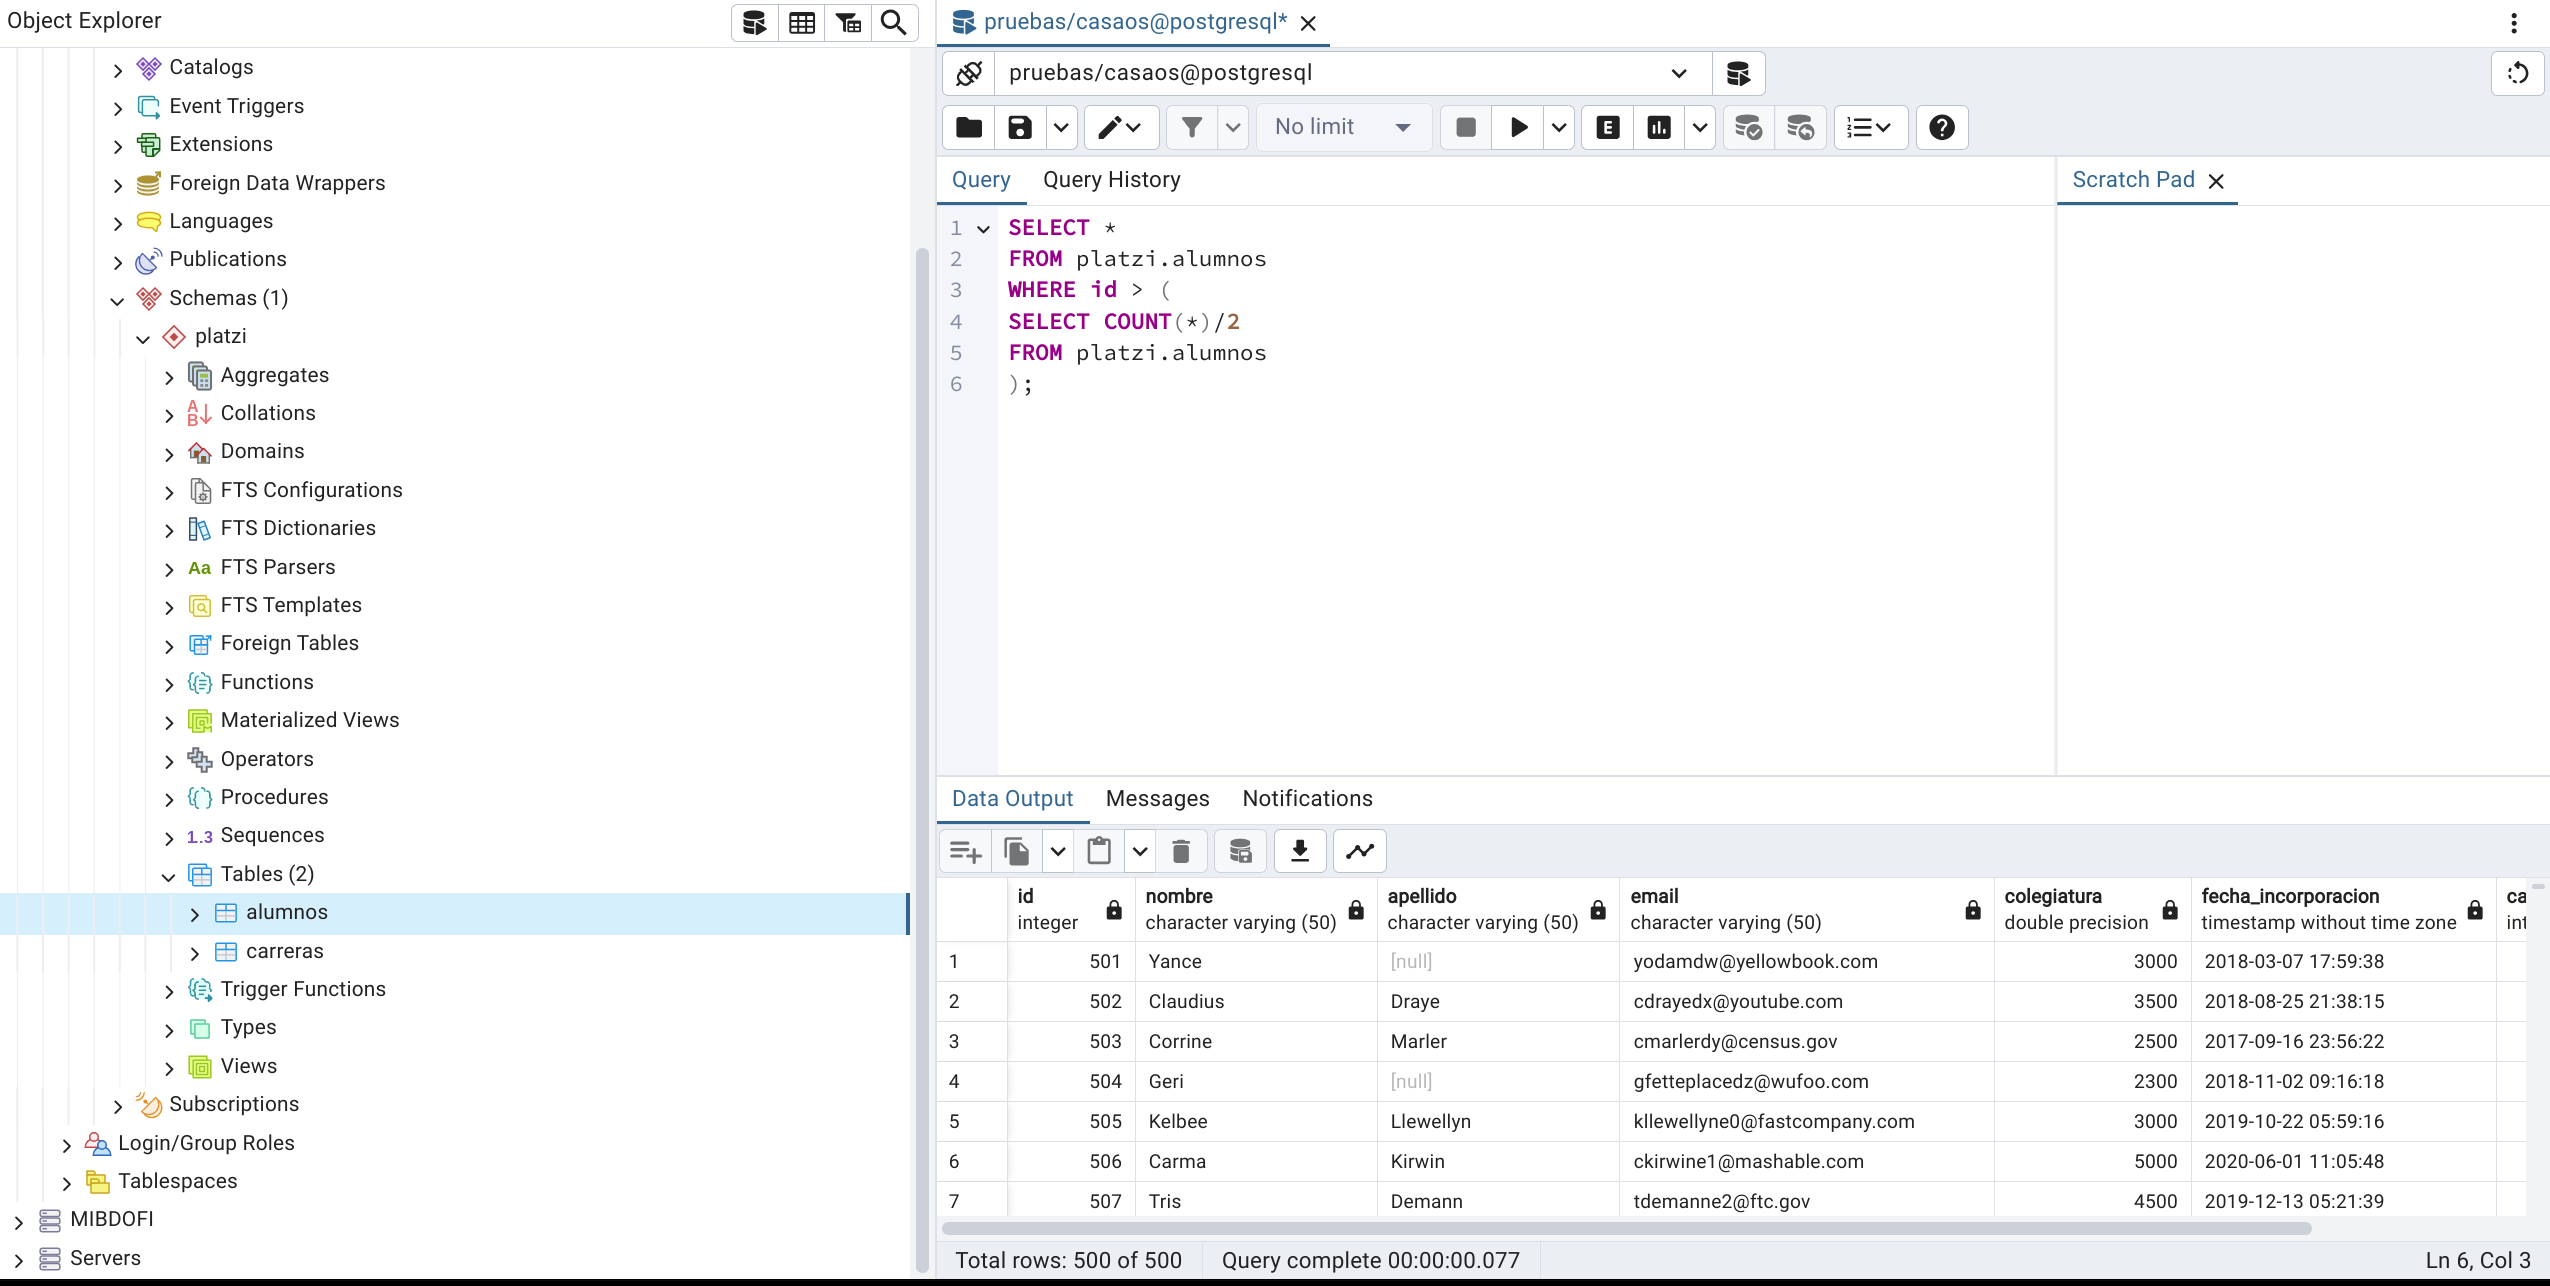 Object Explorer
Catalogs
Event Triggers
Extensions
Foreign Data Wrappers
Languages
Publications
Schemas (1)
platzi
Aggregates
Collations
Domains
FTS Configurations
FTS Dictionaries
Aa FTS Parsers
FTS Templates
Foreign Tables
Functions
Materialized Views
Operators
Procedures
1.3 Sequences
Tables (2)
alumnos
carreras
Trigger Functions
Types
Views
Subscriptions
Login/Group Roles
Tablespaces
MIBDOFI
Servers
pruebas/casaos@postgresql*
pruebas/casaos@postgresql
No limit
E
Query Query History
Scratch Pad
1 SELECT *
2 FROM platzi.alumnos
3 WHERE id > (
4 SELECT COUNT(*)/2
5 FROM platzi.alumnos
6 );
Data Output Messages Notifications
id nombre apellido email colegiatura fecha_incorporacion ca
integer character varying (50) character varying (50) character varying (50) double precision timestamp without time zone int
1 501 Yance [null] yodamdw@yellowbook.com 3000 2018-03-07 17:59:38
2 502 Claudius Draye cdrayedx@youtube.com 3500 2018-08-25 21:38:15
3 503 Corrine Marler cmarlerdy@census.gov 2500 2017-09-16 23:56:22
4 504 Geri [null] gfetteplacedz@wufoo.com 2300 2018-11-02 09:16:18
5 505 Kelbee Llewellyn kllewellyne0@fastcompany.com 3000 2019-10-22 05:59:16
6 506 Carma Kirwin ckirwine1@mashable.com 5000 2020-06-01 11:05:48
7 507 Tris Demann tdemanne2@ftc.gov 4500 2019-12-13 05:21:39
Total rows: 500 of 500 Query complete 00:00:00.077 Ln 6, Col 3